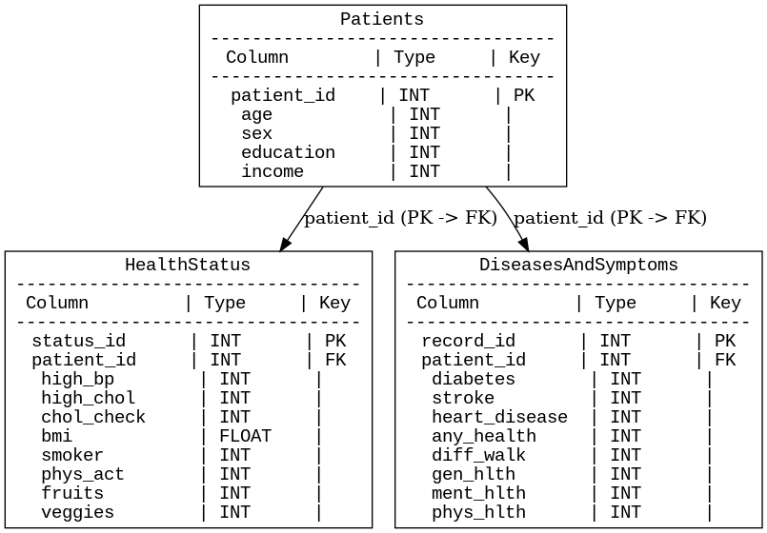 Patients
---------------------------------
Column | Type | Key
---------------------------------
patient_id | INT | PK
age | INT |
sex | INT |
education | INT |
income | INT |
patient_id (PK -> FK) patient_id (PK -> FK)
HealthStatus
---------------------------------
Column | Type | Key
---------------------------------
status_id | INT | PK
patient_id | INT | FK
high_bp | INT |
high_chol | INT |
chol_check | INT |
bmi | FLOAT |
smoker | INT |
phys_act | INT |
fruits | INT |
veggies | INT |
DiseasesAndSymptoms
---------------------------------
Column | Type | Key
---------------------------------
record_id | INT | PK
patient_id | INT | FK
diabetes | INT |
stroke | INT |
heart_disease | INT |
any_health | INT |
diff_walk | INT |
gen_hlth | INT |
ment_hlth | INT |
phys_hlth | INT |